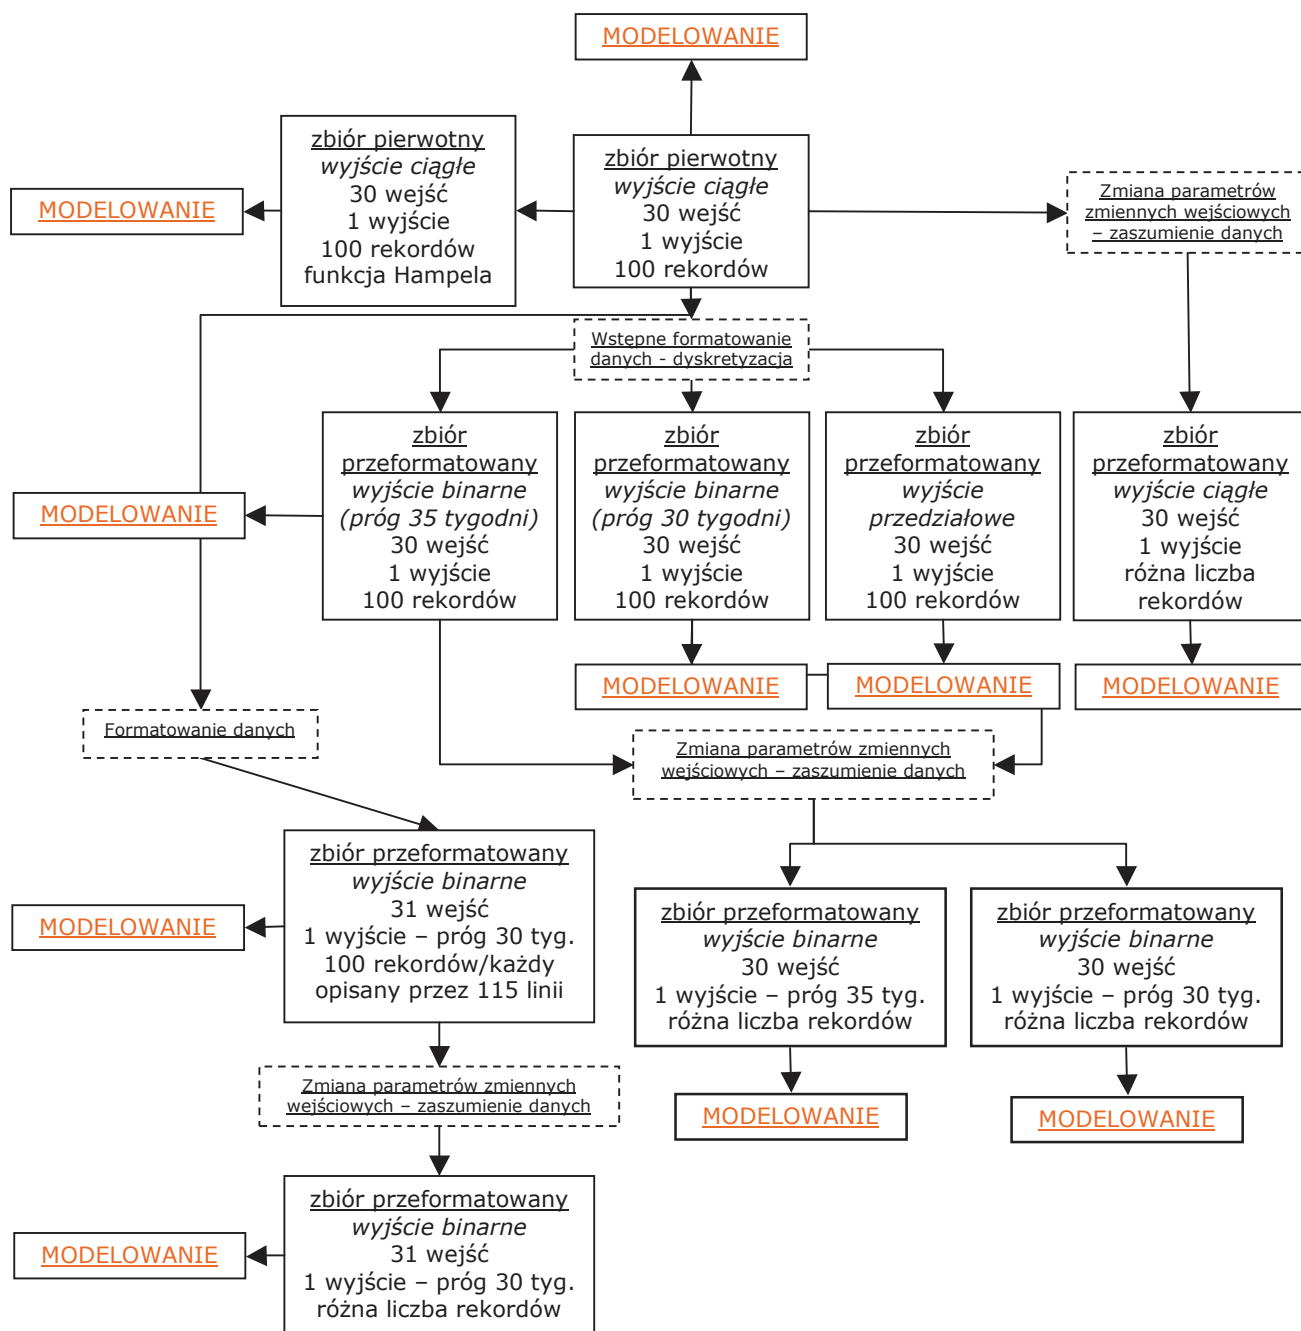 MODELOWANIE
zbiór pierwotny
wyjście ciągłe
30 wejść
1 wyjście
100 rekordów
funkcja Hampela
zbiór pierwotny
wyjście ciągłe
30 wejść
1 wyjście
100 rekordów
MODELOWANIE
Zmiana parametrów
zmiennych wejściowych
– zaszumienie danych
Wstępne formatowanie
danych - dyskretyzacja
zbiór
przeformatowany
wyjście binarne
(próg 35 tygodni)
30 wejść
1 wyjście
100 rekordów
zbiór
przeformatowany
wyjście binarne
(próg 30 tygodni)
30 wejść
1 wyjście
100 rekordów
zbiór
przeformatowany
wyjście
przedziałowe
30 wejść
1 wyjście
100 rekordów
zbiór
przeformatowany
wyjście ciągłe
30 wejść
1 wyjście
różna liczba
rekordów
MODELOWANIE
MODELOWANIE
MODELOWANIE
MODELOWANIE
Formatowanie danych
Zmiana parametrów zmiennych
wejściowych – zaszumienie danych
zbiór przeformatowany
wyjście binarne
31 wejść
1 wyjście – próg 30 tyg.
100 rekordów/każdy
opisany przez 115 linii
MODELOWANIE
zbiór przeformatowany
wyjście binarne
30 wejść
1 wyjście – próg 35 tyg.
różna liczba rekordów
zbiór przeformatowany
wyjście binarne
30 wejść
1 wyjście – próg 30 tyg.
różna liczba rekordów
Zmiana parametrów zmiennych
wejściowych – zaszumienie danych
MODELOWANIE
MODELOWANIE
zbiór przeformatowany
wyjście binarne
31 wejść
1 wyjście – próg 30 tyg.
różna liczba rekordów
MODELOWANIE